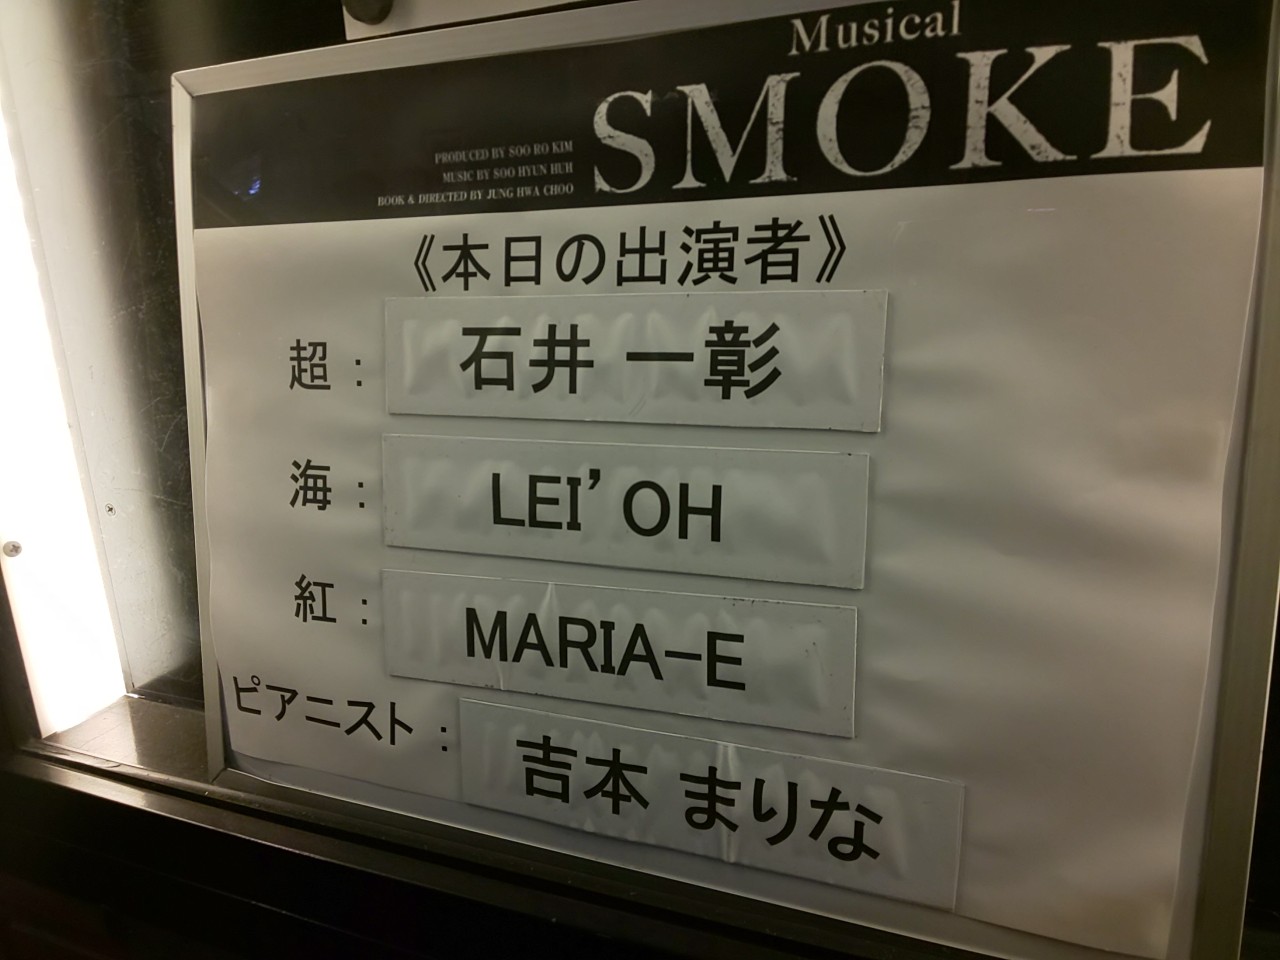 Musical
SMOKE
PRODUCED BY SOO RO KIM
MUSIC BY SOO HYUN HUH
BOOK & DIRECTED BY JUNG HWA CHOO
《本日の出演者》
超： 石井 一彰
海： LEI'OH
紅： MARIA-E
ピアニスト： 吉本 まりな